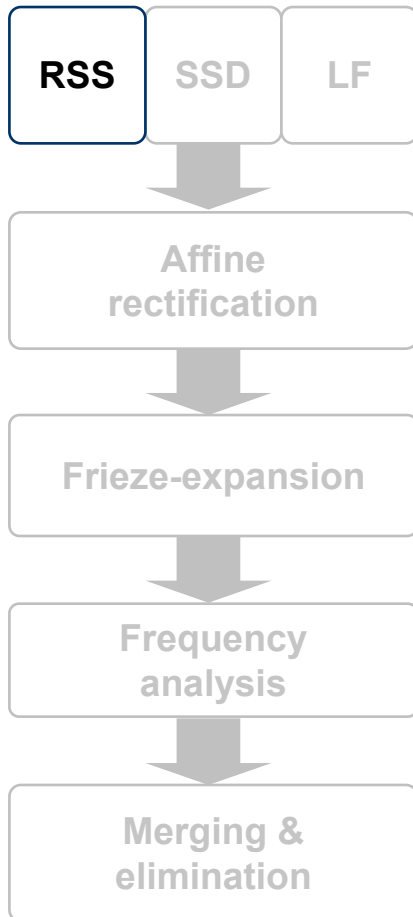 RSS SSD LF
Affine
rectification
Frieze-expansion
Frequency
analysis
Merging &
elimination